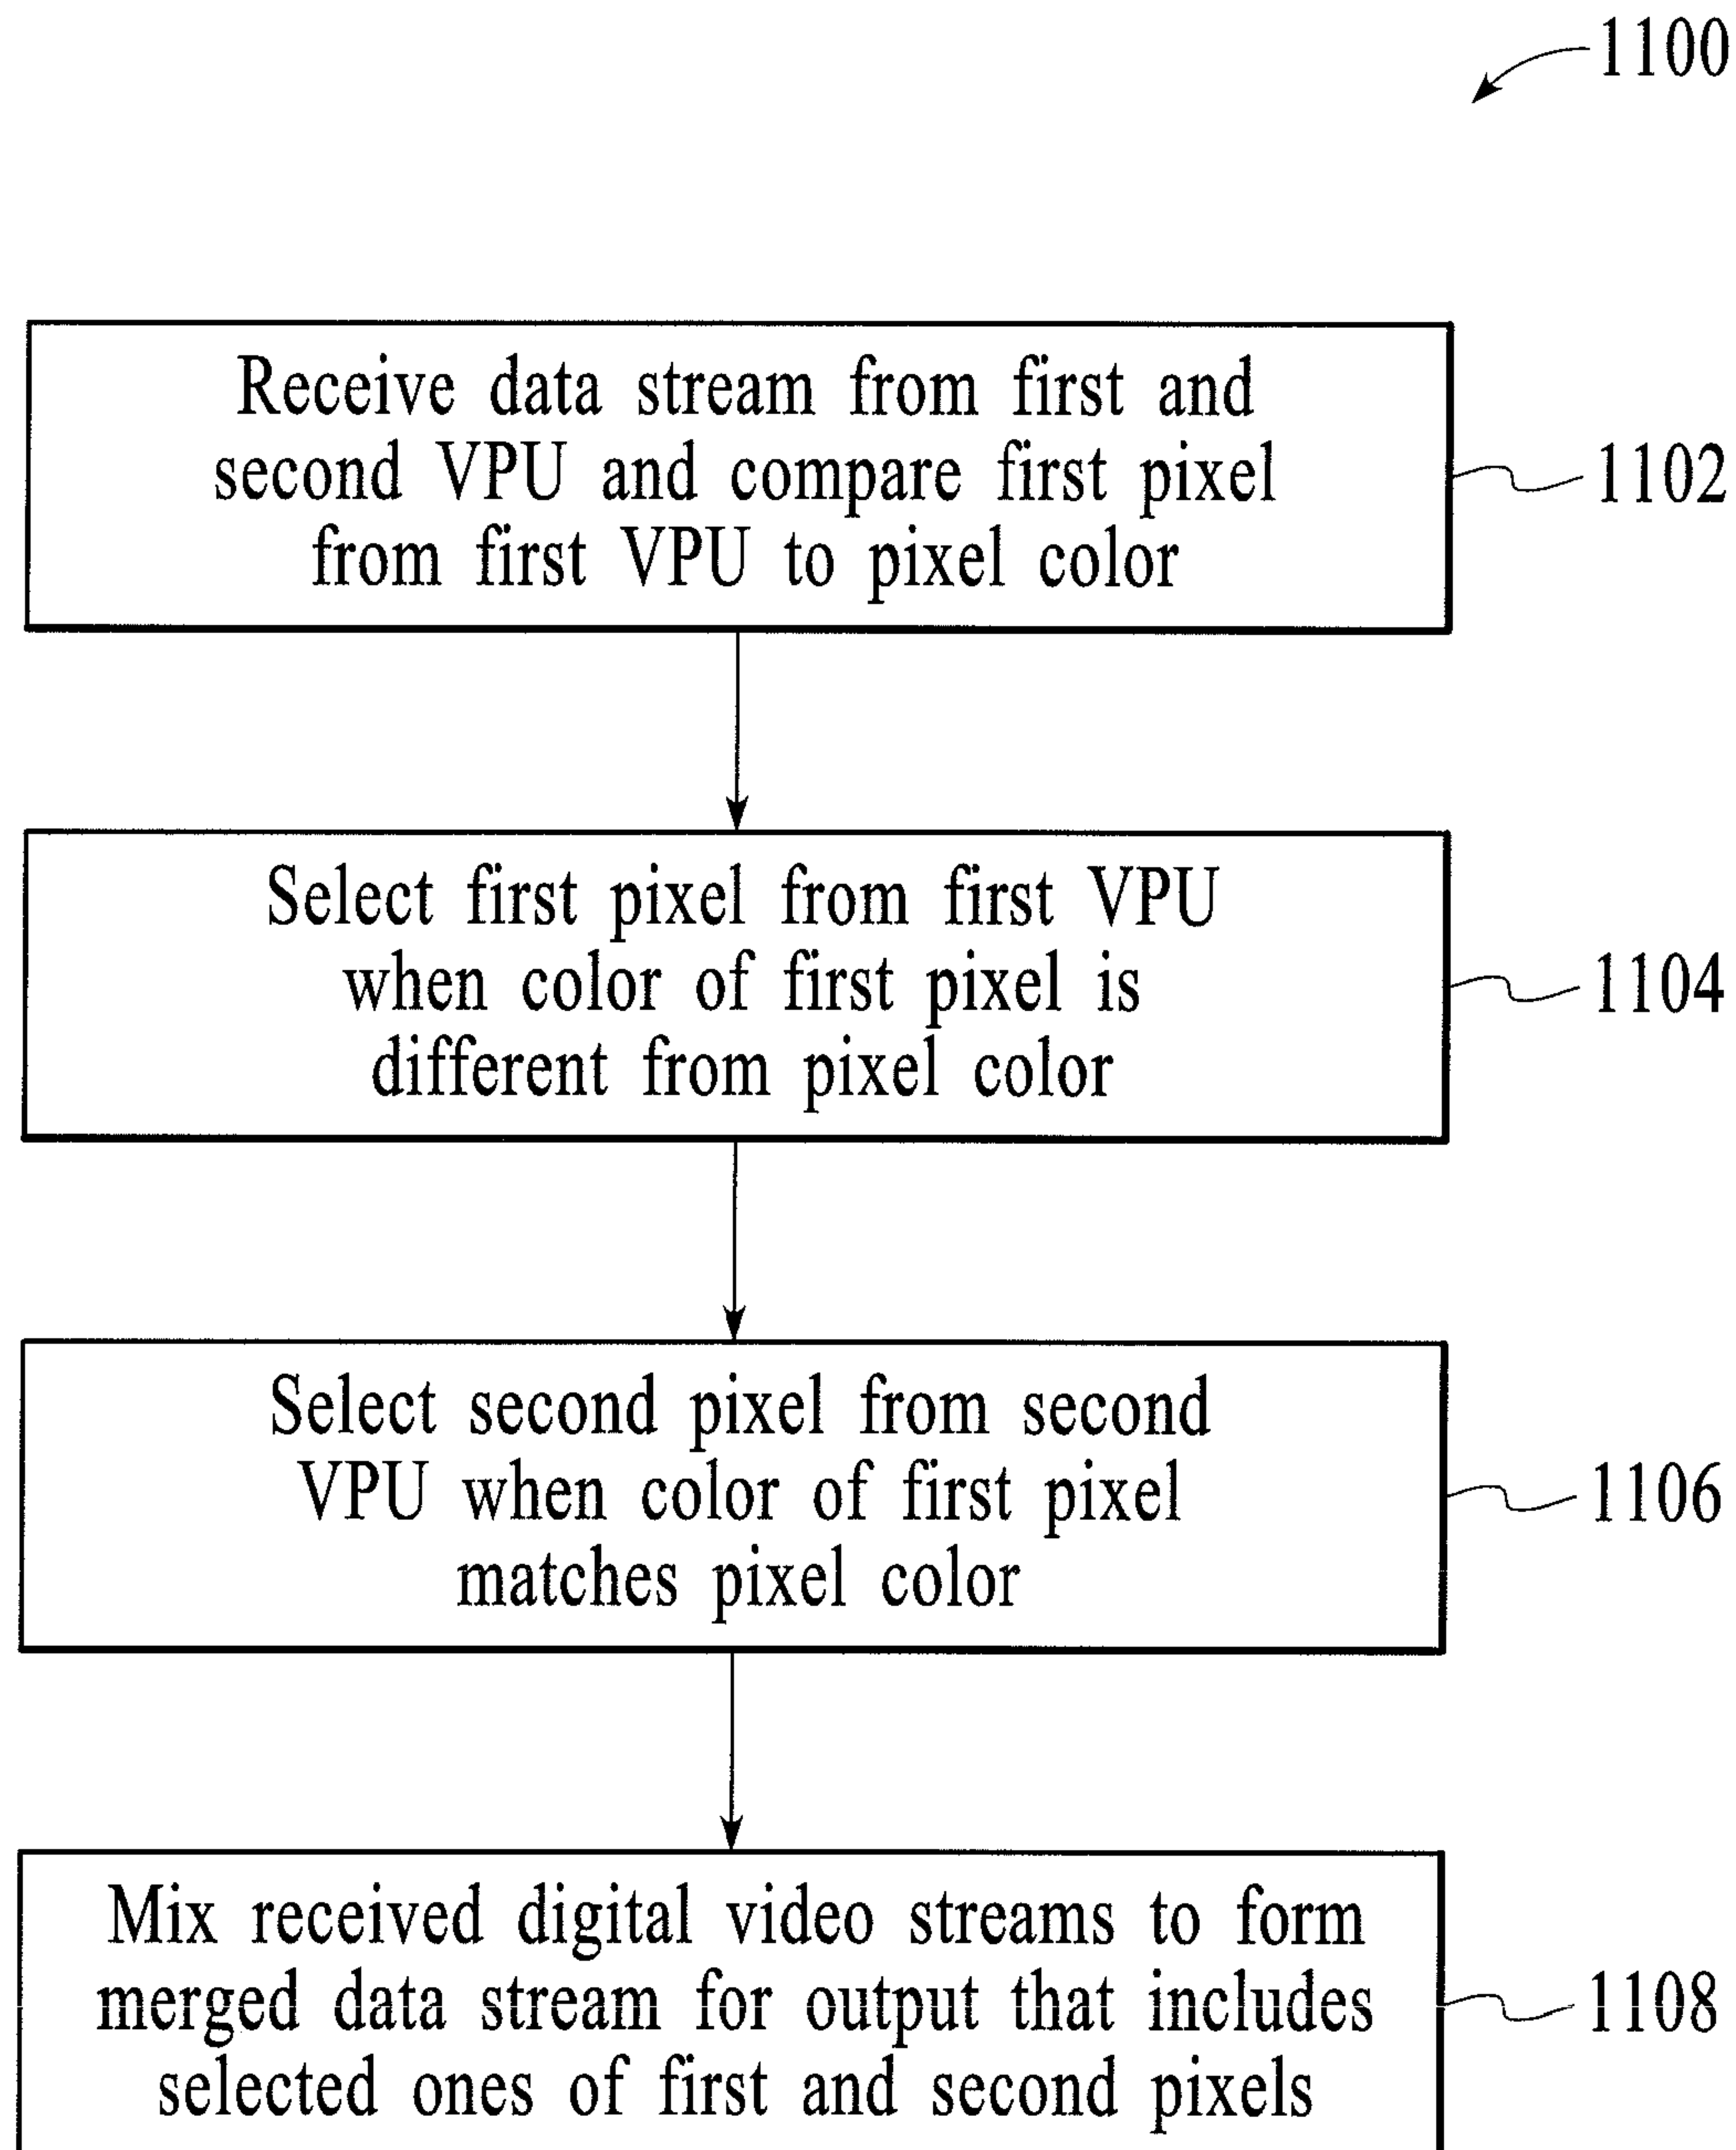 1100
Receive data stream from first and
second VPU and compare first pixel
from first VPU to pixel color
1102
Select first pixel from first VPU
when color of first pixel is
different from pixel color
1104
Select second pixel from second
VPU when color of first pixel
matches pixel color
1106
Mix received digital video streams to form
merged data stream for output that includes
selected ones of first and second pixels
1108